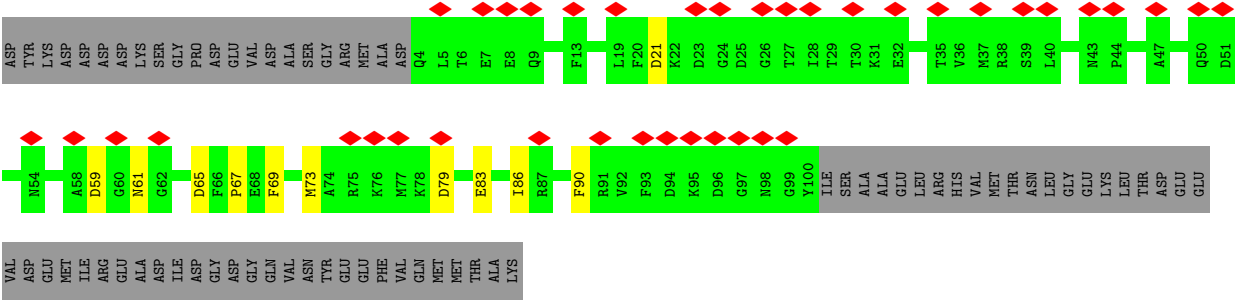 ASP TYR LYS ASP ASP ASP ASP LYS SER GLY PRO ASP GLU VAL ASP ALA SER GLY ARG MET ALA ASP Q4 L5 T6 E7 E8 Q9 F13 L19 F20 D21 K22 D23 G24 D25 G26 T27 I28 T29 T30 K31 E32 T35 V36 M37 R38 S39 L40 N43 P44 A47 Q50 D51
N54 A58 D59 G60 N61 G62 D65 F66 P67 E68 F69 M73 A74 R75 K76 M77 K78 D79 E83 I86 R87 F90 R91 V92 F93 D94 K95 D96 G97 N98 G99 Y100 ILE SER ALA ALA GLU LEU ARG HIS VAL MET THR ASN LEU GLY GLU LYS LEU THR ASP GLU GLU
VAL ASP GLU MET ILE ARG GLU ALA ASP ILE ASP GLY ASP GLY GLN VAL ASN TYR GLU GLU PHE VAL GLN MET MET THR ALA LYS